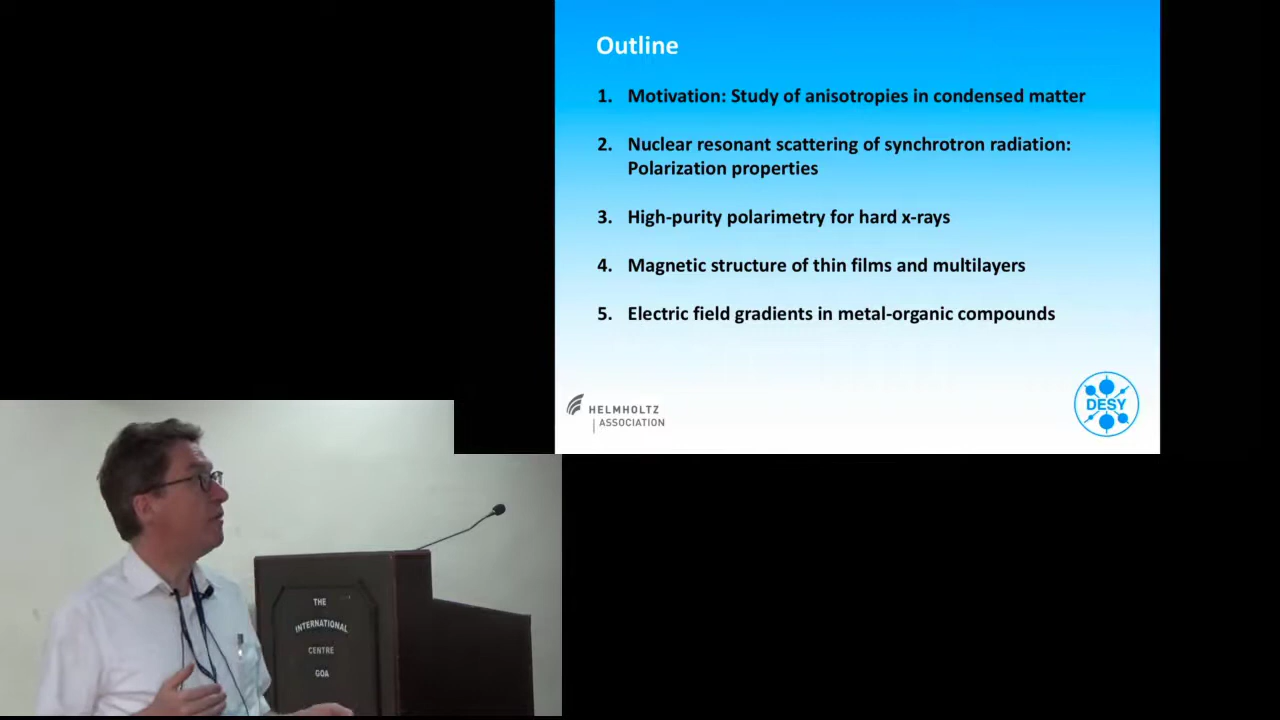 Outline
1. Motivation: Study of anisotropies in condensed matter
2. Nuclear resonant scattering of synchrotron radiation:
Polarization properties
3. High-purity polarimetry for hard x-rays
4. Magnetic structure of thin films and multilayers
5. Electric field gradients in metal-organic compounds
HELMHOLTZ
ASSOCIATION
DESY
THE
INTERNATIONAL
CENTRE
GOA